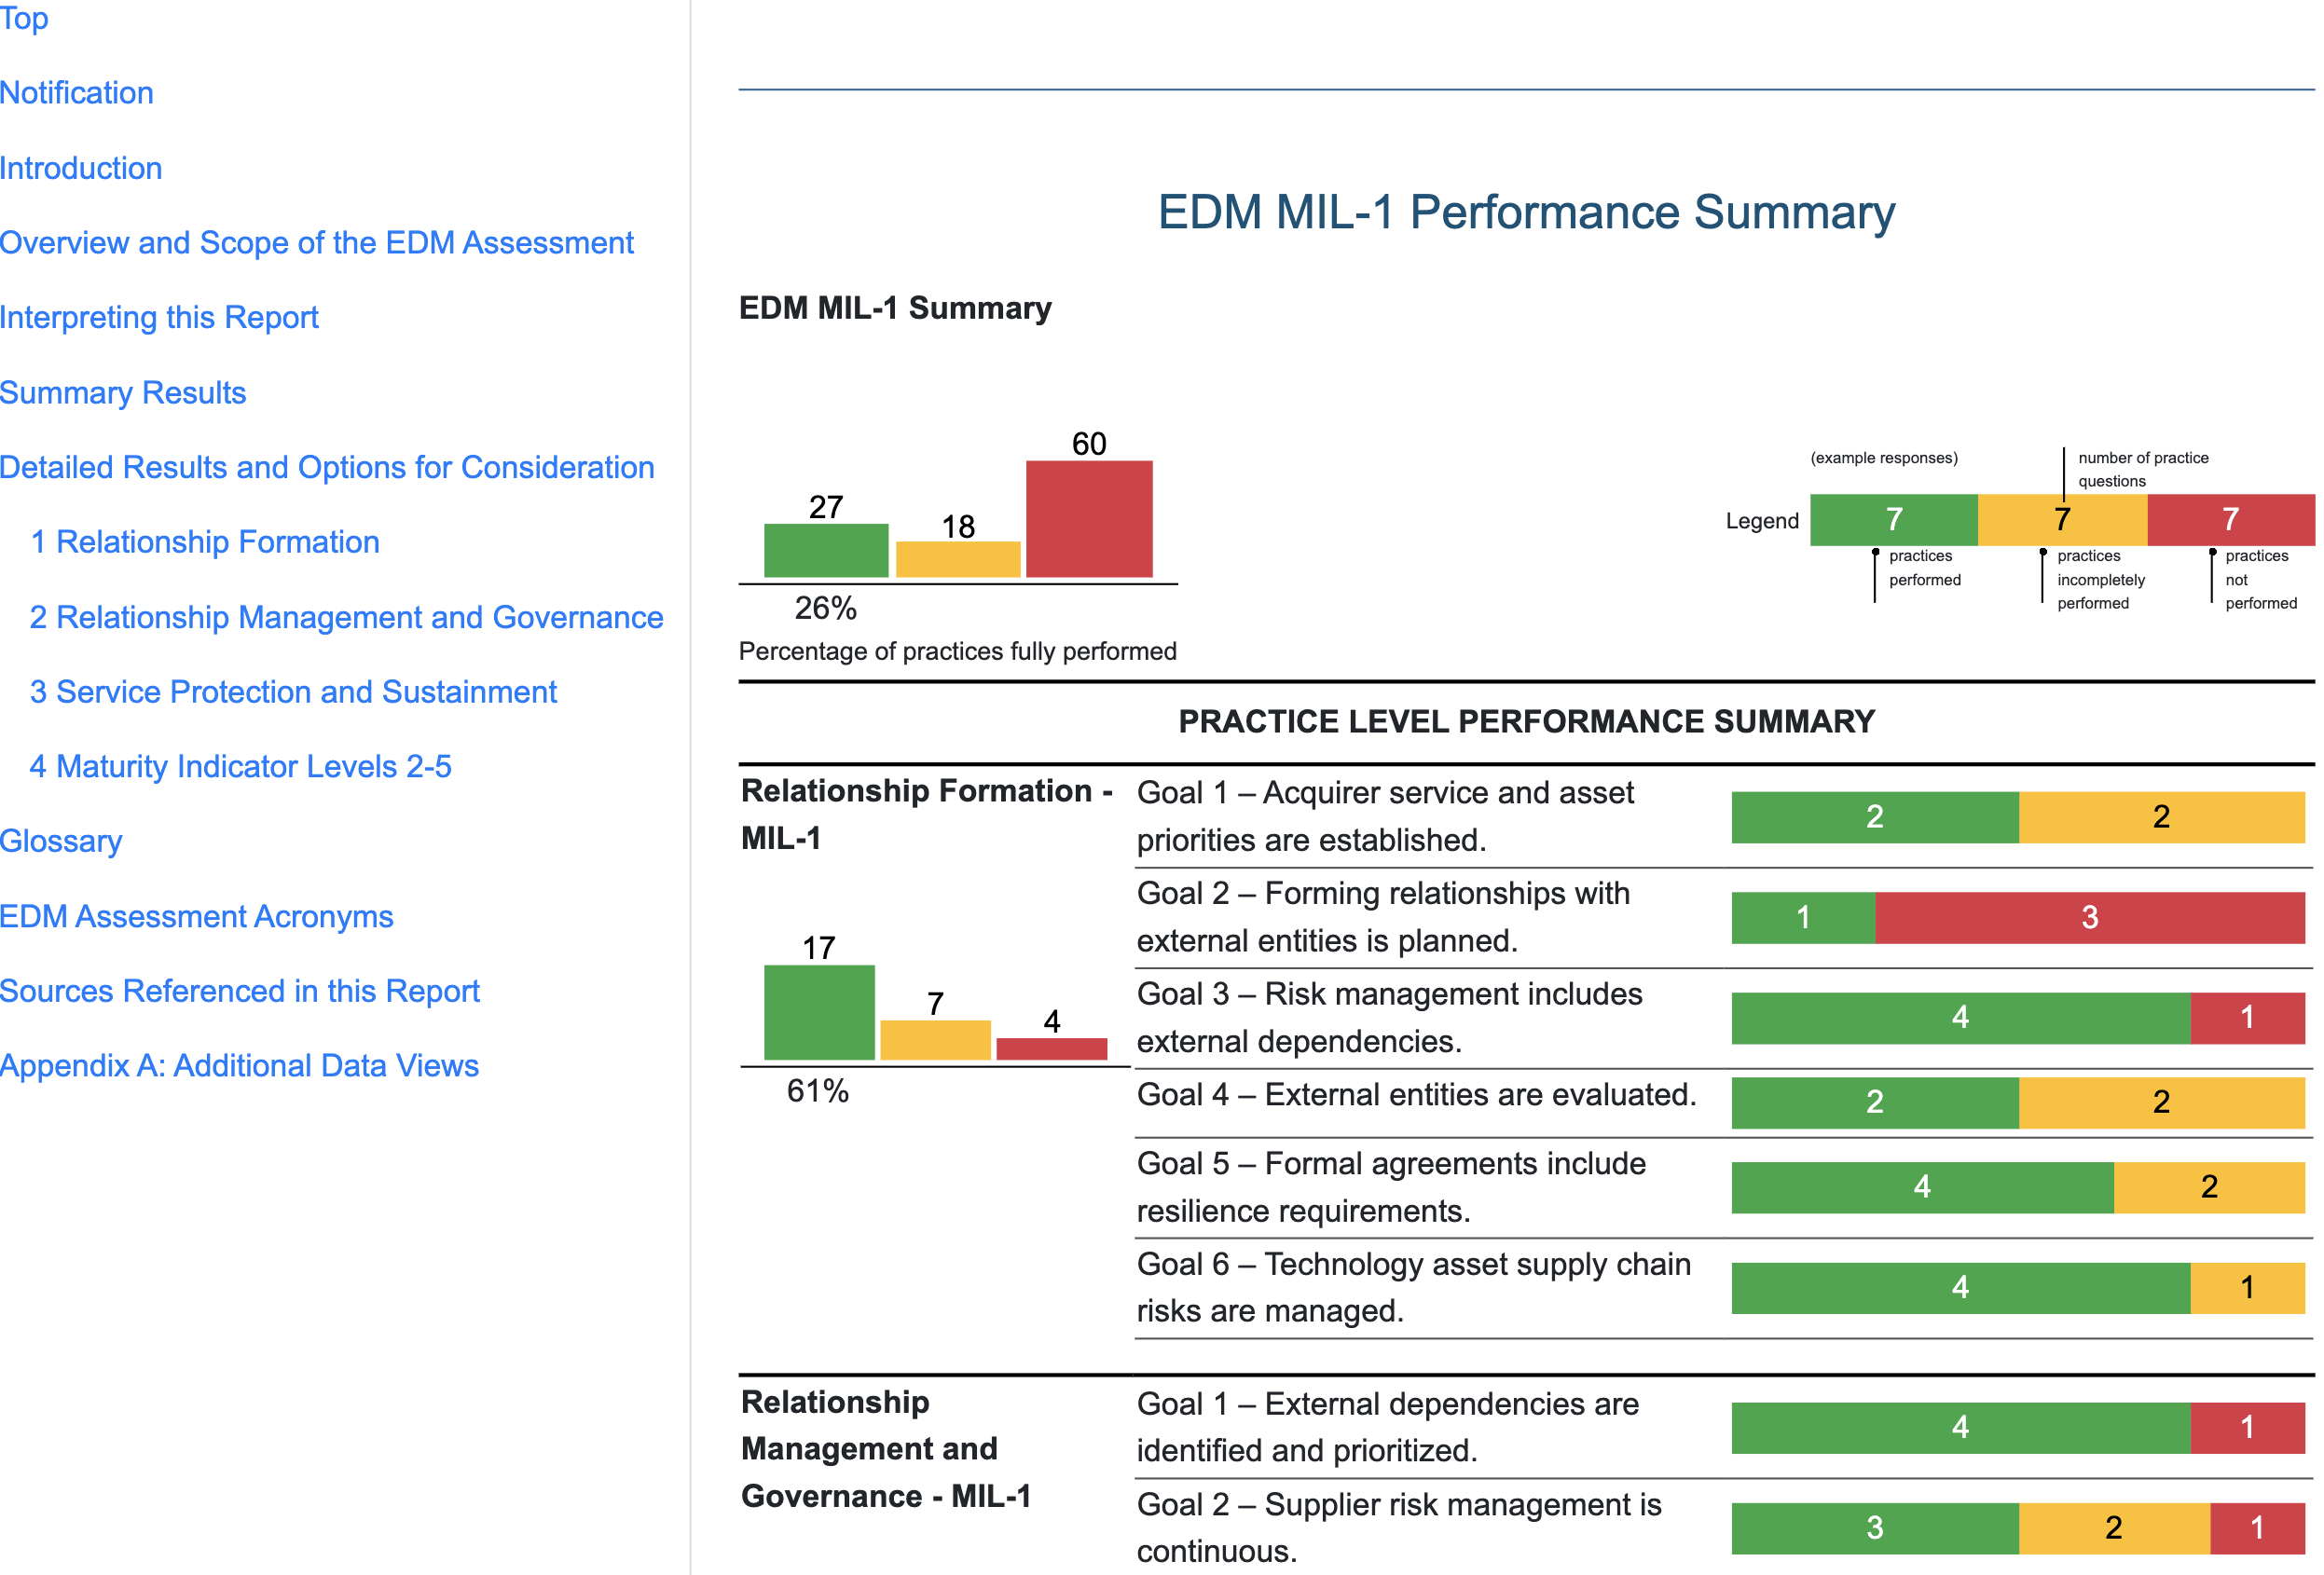 Top
Notification
Introduction
Overview and Scope of the EDM Assessment
Interpreting this Report
Summary Results
Detailed Results and Options for Consideration
1 Relationship Formation
2 Relationship Management and Governance
3 Service Protection and Sustainment
4 Maturity Indicator Levels 2-5
Glossary
EDM Assessment Acronyms
Sources Referenced in this Report
Appendix A: Additional Data Views
EDM MIL-1 Performance Summary
EDM MIL-1 Summary
27
18
60
26%
Percentage of practices fully performed
(example responses)
number of practice
questions
Legend
7
7
7
practices
performed
practices
incompletely
performed
practices
not
performed
PRACTICE LEVEL PERFORMANCE SUMMARY
Relationship Formation -
MIL-1
17
7
4
61%
Goal 1 – Acquirer service and asset
priorities are established.
2
2
Goal 2 – Forming relationships with
external entities is planned.
1
3
Goal 3 – Risk management includes
external dependencies.
4
1
Goal 4 – External entities are evaluated.
2
2
Goal 5 – Formal agreements include
resilience requirements.
4
2
Goal 6 – Technology asset supply chain
risks are managed.
4
1
Relationship
Management and
Governance - MIL-1
Goal 1 – External dependencies are
identified and prioritized.
4
1
Goal 2 – Supplier risk management is
continuous.
3
2
1